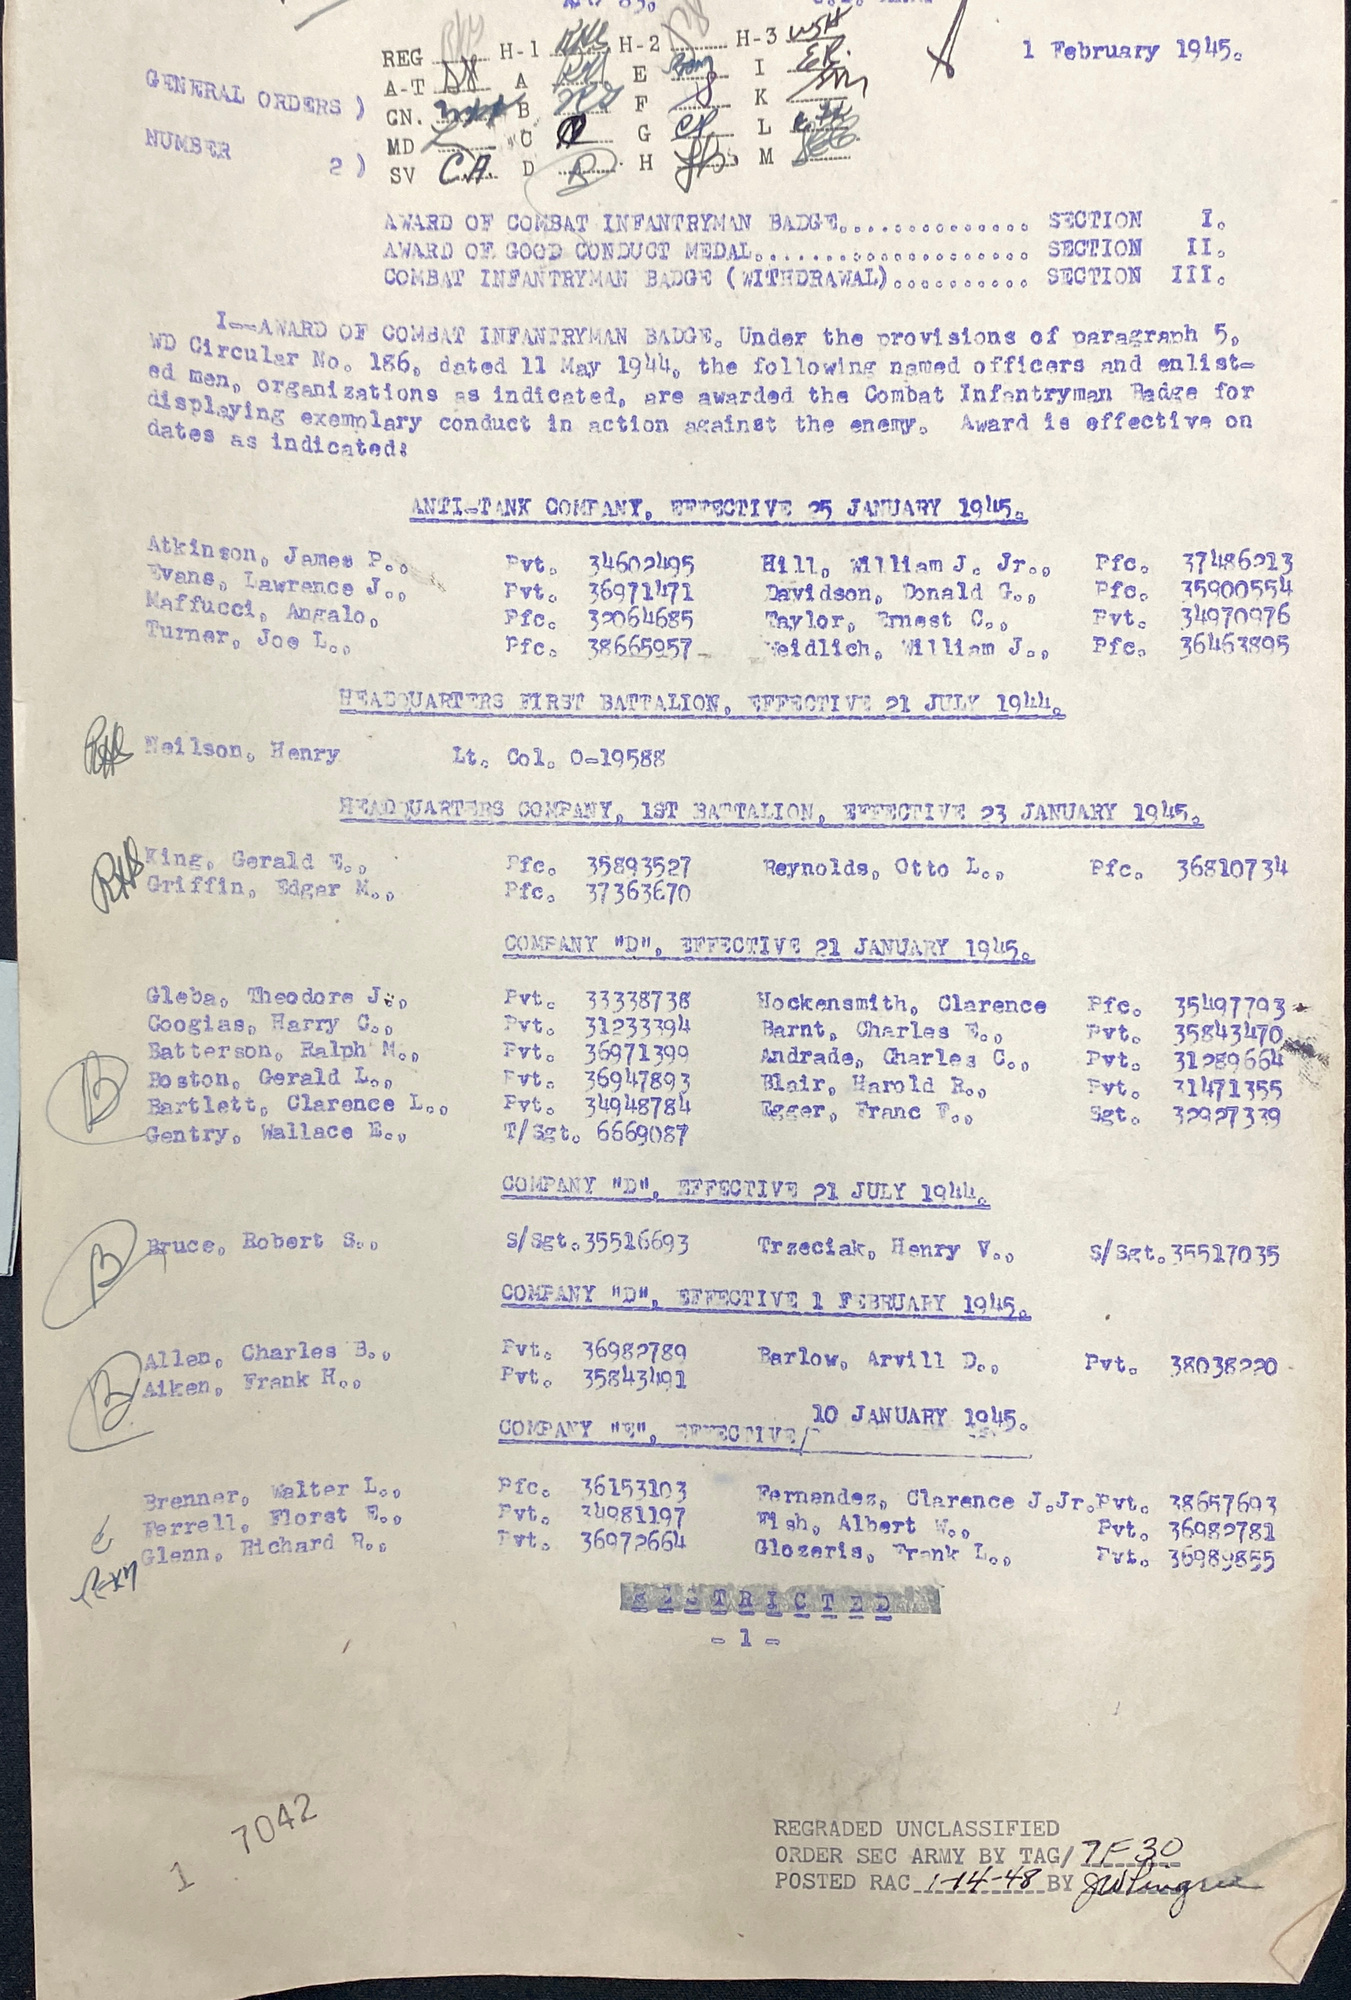 1 February 1945.
REG H-1 H-2 H-3
GENERAL ORDERS )
A-T A E I
CN. B F K
NUMBER 2 )
MD C G L
SV C.A. D H M
AWARD OF COMBAT INFANTRYMAN BADGE.............. SECTION I.
AWARD OF GOOD CONDUCT MEDAL.................... SECTION II.
COMBAT INFANTRYMAN BADGE (WITHDRAWAL).......... SECTION III.
I--AWARD OF COMBAT INFANTRYMAN BADGE. Under the provisions of paragraph 5,
WD Circular No. 186, dated 11 May 1944, the following named officers and enlist-
ed men, organizations as indicated, are awarded the Combat Infantryman Badge for
displaying exemplary conduct in action against the enemy. Award is effective on
dates as indicated:
ANTI-TANK COMPANY, EFFECTIVE 25 JANUARY 1945.
Atkinson, James P., Pvt. 34602495 Hill, William J. Jr., Pfc. 37486213
Evans, Lawrence J., Pvt. 36971471 Davidson, Donald G., Pfc. 35900554
Maffucci, Angalo, Pfc. 32064685 Taylor, Ernest C., Pvt. 34970976
Turner, Joe L., Pfc. 38665957 Weidlich, William J., Pfc. 36463895
HEADQUARTERS FIRST BATTALION, EFFECTIVE 21 JULY 1944.
Neilson, Henry Lt. Col. O-19588
HEADQUARTERS COMPANY, 1ST BATTALION, EFFECTIVE 23 JANUARY 1945.
King, Gerald E., Pfc. 35893527 Reynolds, Otto L., Pfc. 36810734
Griffin, Edgar M., Pfc. 37363670
COMPANY "D", EFFECTIVE 21 JANUARY 1945.
Gleba, Theodore J., Pvt. 33338738 Hockensmith, Clarence Pfc. 35497793
Coogias, Harry C., Pvt. 31233394 Barnt, Charles E., Pvt. 35843470
Batterson, Ralph M., Pvt. 36971399 Andrade, Charles C., Pvt. 31289664
Boston, Gerald L., Pvt. 36947893 Blair, Harold R., Pvt. 31471355
Bartlett, Clarence L., Pvt. 34948784 Egger, Franc F., Sgt. 32927339
Gentry, Wallace E., T/Sgt. 6669087
B
COMPANY "D", EFFECTIVE 21 JULY 1944.
Bruce, Robert S., S/Sgt. 35516693 Trzeciak, Henry V., S/Sgt. 35517035
B
COMPANY "D", EFFECTIVE 1 FEBRUARY 1945.
Allen, Charles B., Pvt. 36982789 Barlow, Arvill D., Pvt. 38038220
Aiken, Frank H., Pvt. 35843491
B
COMPANY "E", EFFECTIVE/ 10 JANUARY 1945.
Brenner, Walter L., Pfc. 36153103 Fernandez, Clarence J.Jr.Pvt. 38657693
Ferrell, Florst E., Pvt. 34981197 Fish, Albert W., Pvt. 36982781
Glenn, Richard R., Pvt. 36972664 Glozeris, Frank L., Pvt. 36989855
RESTRICTED
- 1 -
7042
1
REGRADED UNCLASSIFIED
ORDER SEC ARMY BY TAG/ 7F30
POSTED RAC 1-14-48 BY